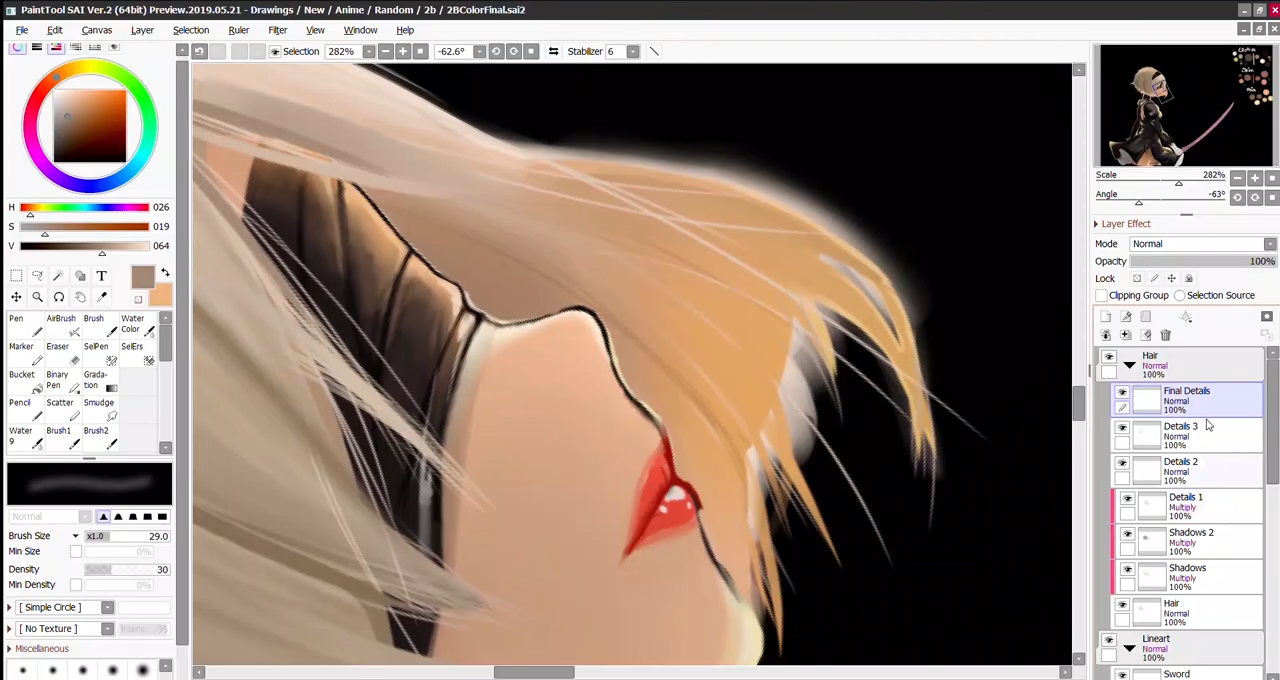 PaintTool SAI Ver.2 (64bit) Preview.2019.05.21 - Drawings / New / Anime / Random / 2b / 2BColorFinal.sai2
File Edit Canvas Layer Selection Ruler Filter View Window Help
Selection 282% -62.6° Stabilizer 6
Scale 282%
Angle -63°
Layer Effect
Mode Normal
Opacity 100%
Lock
Clipping Group Selection Source
Hair
Normal
100%
Final Details
Normal
100%
Details 3
Normal
100%
Details 2
Normal
100%
Details 1
Multiply
100%
Shadows 2
Multiply
100%
Shadows
Multiply
100%
Hair
Normal
100%
Lineart
Normal
100%
Sword
H 026
S 019
V 064
T
Pen AirBrush Brush Water Color
Marker Eraser SelPen SelErs
Bucket Binary Pen Grada-tion
Pencil Scatter Smudge
Water 9 Brush1 Brush2
Normal
Brush Size x1.0 29.0
Min Size 0%
Density 30
Min Density 0%
[ Simple Circle ]
[ No Texture ]
Miscellaneous